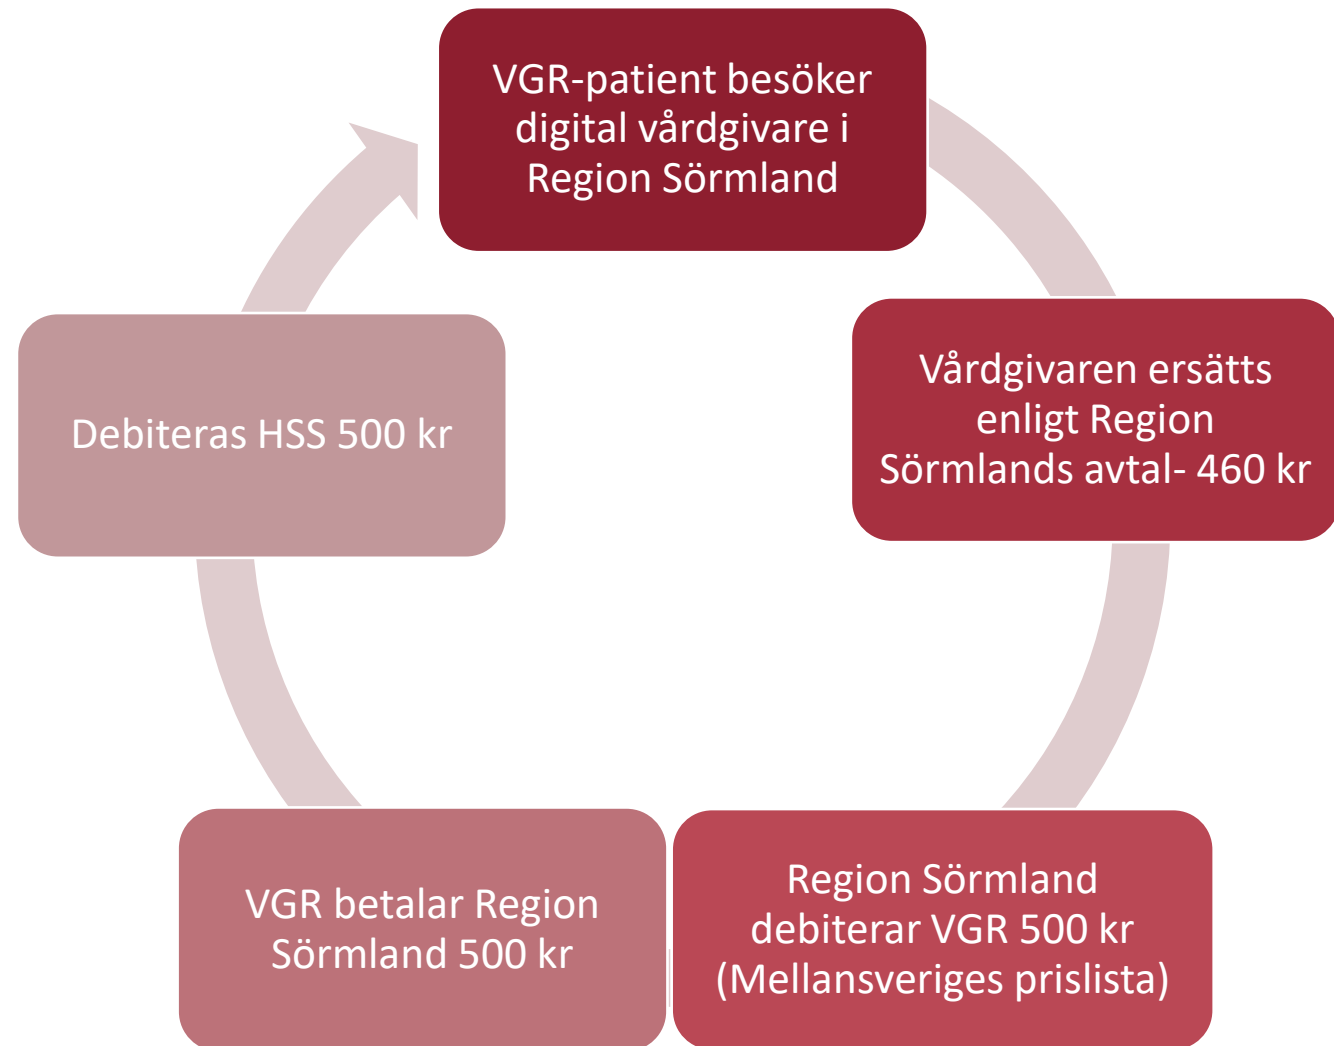 VGR-patient besöker
digital vårdgivare i
Region Sörmland
Vårdgivaren ersätts
enligt Region
Sörmlands avtal- 460 kr
Region Sörmland
debiterar VGR 500 kr
(Mellansveriges prislista)
VGR betalar Region
Sörmland 500 kr
Debiteras HSS 500 kr